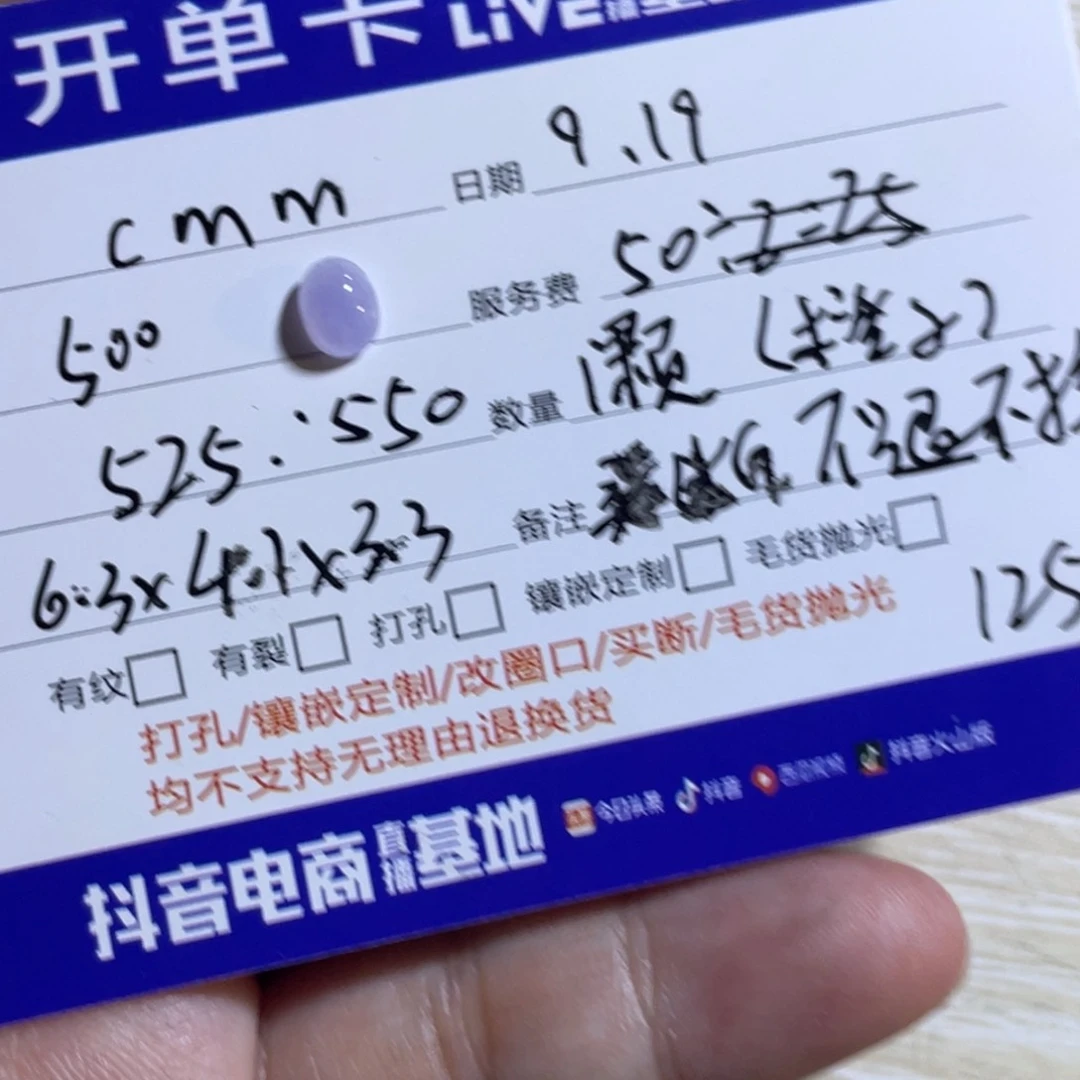 开单卡 LiVE
cmm 日期 9.19
500 服务费 50
525.550 数量 1颗
6.3x4.1x3.3 备注 不退不
有纹 有裂 打孔 镶嵌定制 毛货抛光
125
打孔/镶嵌定制/改圈口/买断/毛货抛光
均不支持无理由退换货
抖音电商直播基地 今日头条 抖音 抖音火山版